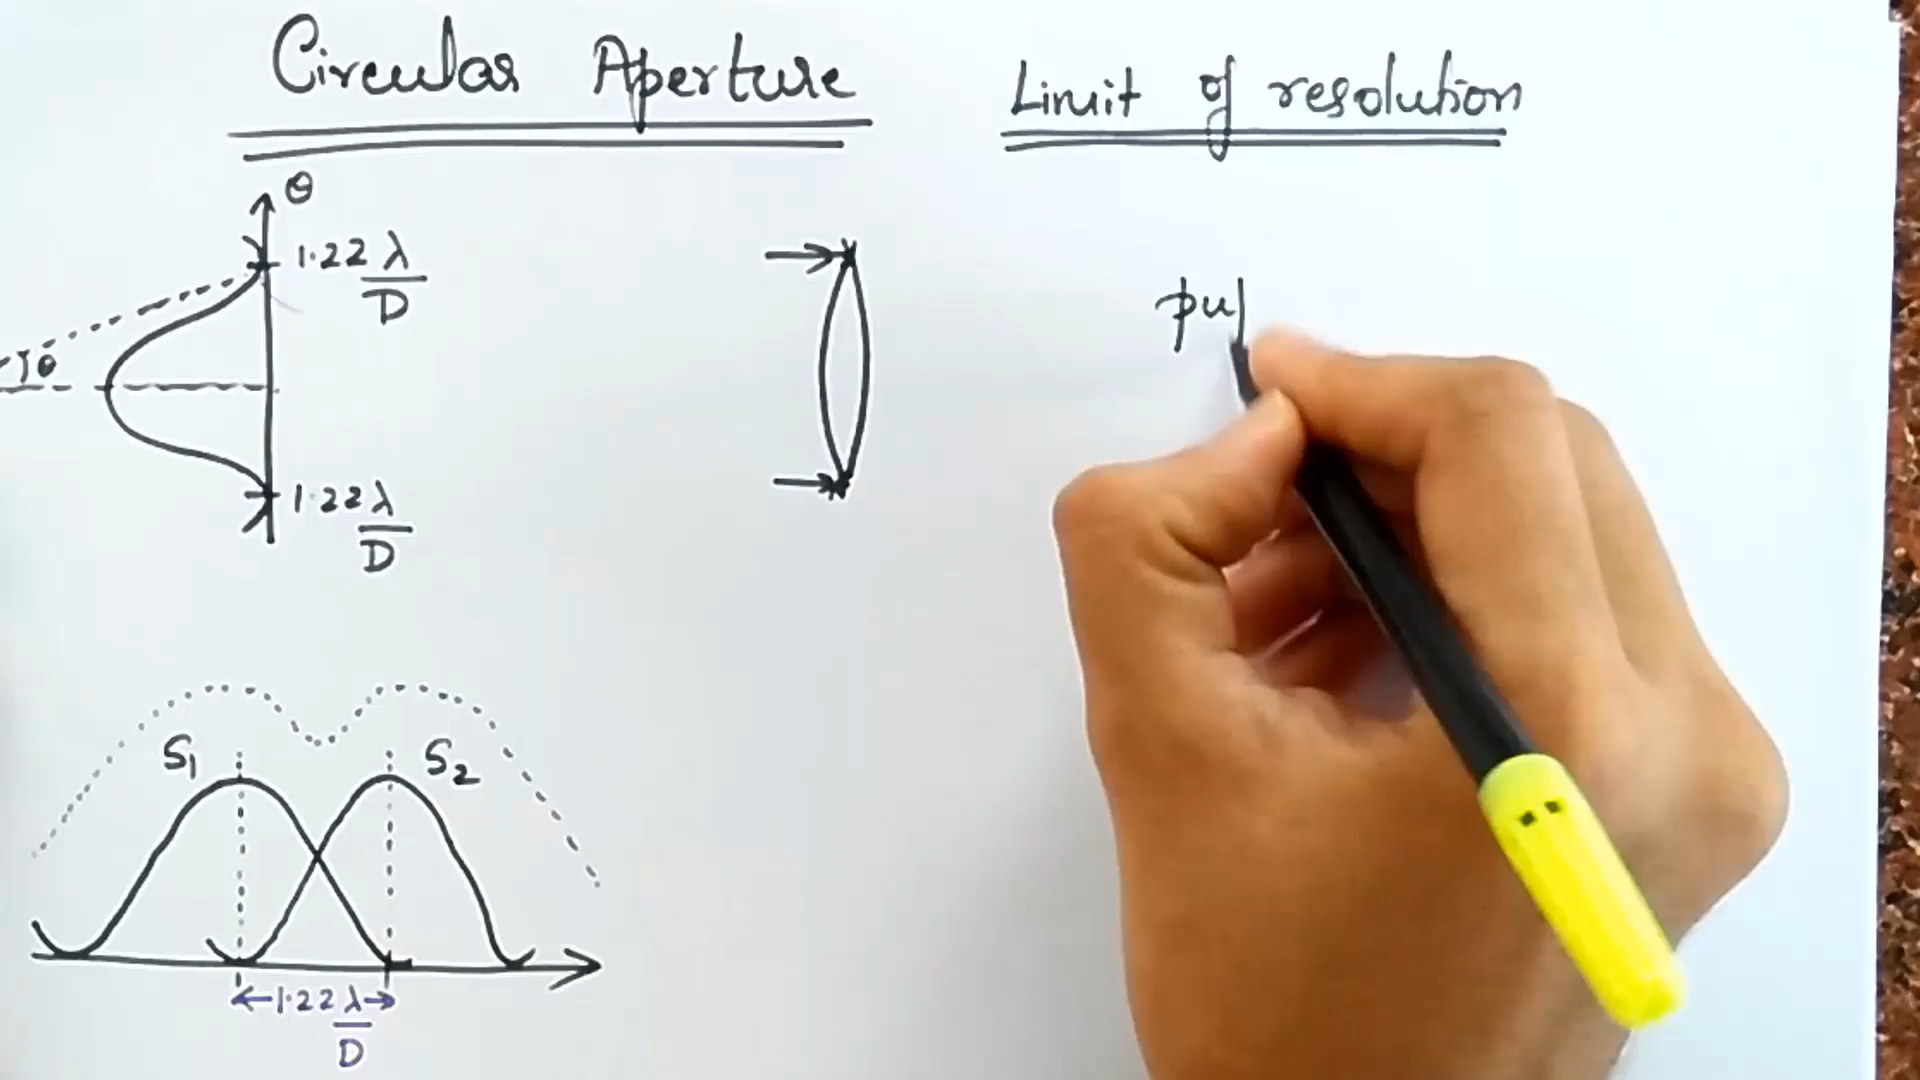 Circular Aperture
Limit of resolution
θ
1.22 λ/D
θ
1.22 λ/D
pu
S1
S2
1.22 λ/D